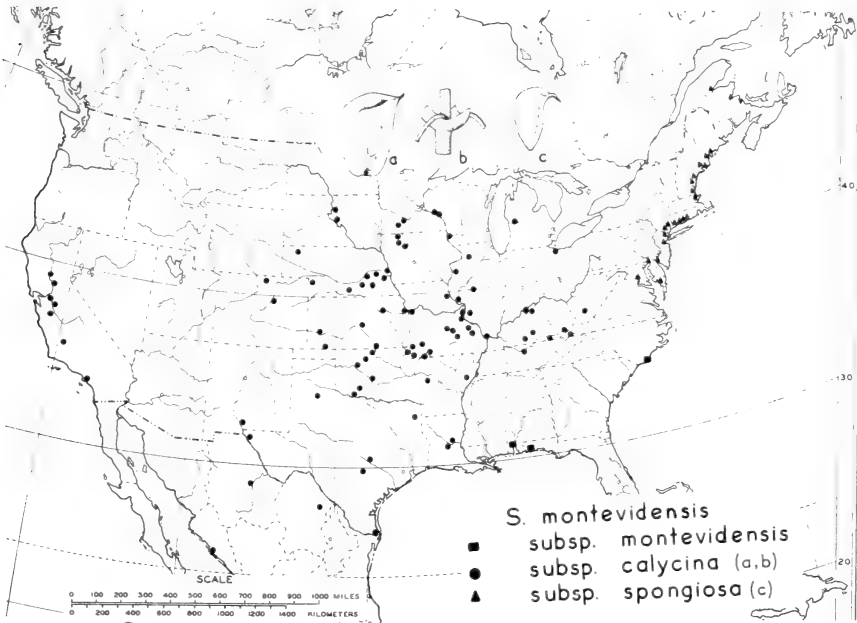 a b c
40
30
20
S. montevidensis
subsp. montevidensis
subsp. calycina (a,b)
subsp. spongiosa (c)
SCALE
0 100 200 300 400 500 600 700 800 900 1000 MILES
0 200 400 600 800 1000 1200 1400 KILOMETERS